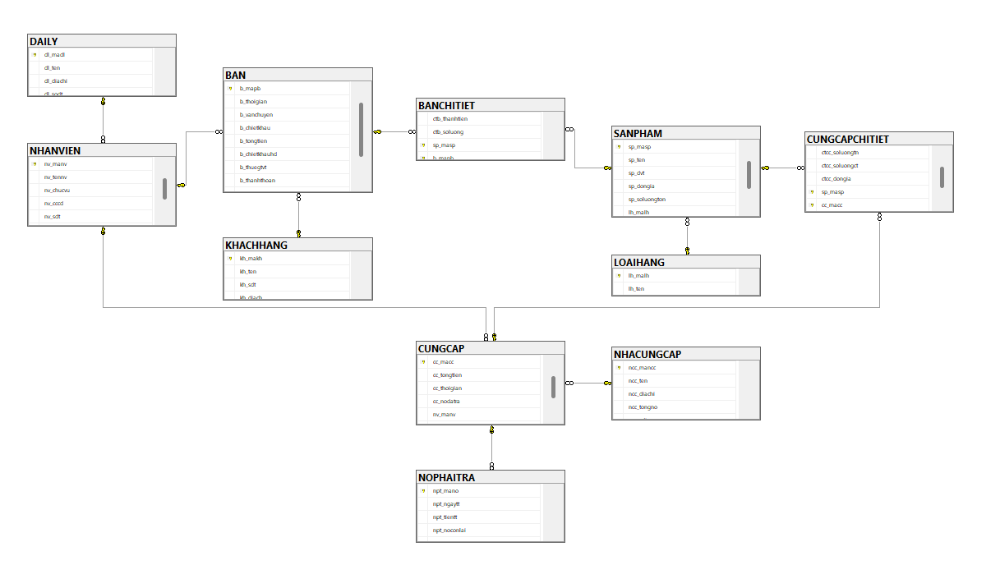 DAILY
dl_madl
dl_ten
dl_diachi
dl_sodt
NHANVIEN
nv_manv
nv_tennv
nv_chucvu
nv_cccd
nv_sdt
BAN
b_mapb
b_thoigian
b_vanchuyen
b_chietkhau
b_tongtien
b_chietkhauhd
b_thuegtvt
b_thanhthoan
KHACHHANG
kh_makh
kh_ten
kh_sdt
kh_diach
BANCHITIET
ctb_thanhtien
ctb_soluong
sp_masp
b_mapb
SANPHAM
sp_masp
sp_ten
sp_dvt
sp_dongia
sp_soluongton
lh_malh
CUNGCAPCHITIET
ctcc_soluongtn
ctcc_soluongct
ctcc_dongia
sp_masp
cc_macc
LOAIHANG
lh_malh
lh_ten
CUNGCAP
cc_macc
cc_tongtien
cc_thoigian
cc_nodatra
nv_manv
NHACUNGCAP
ncc_mancc
ncc_ten
ncc_diachi
ncc_tongno
NOPHAITRA
npt_mano
npt_ngaytt
npt_tientt
npt_noconlai